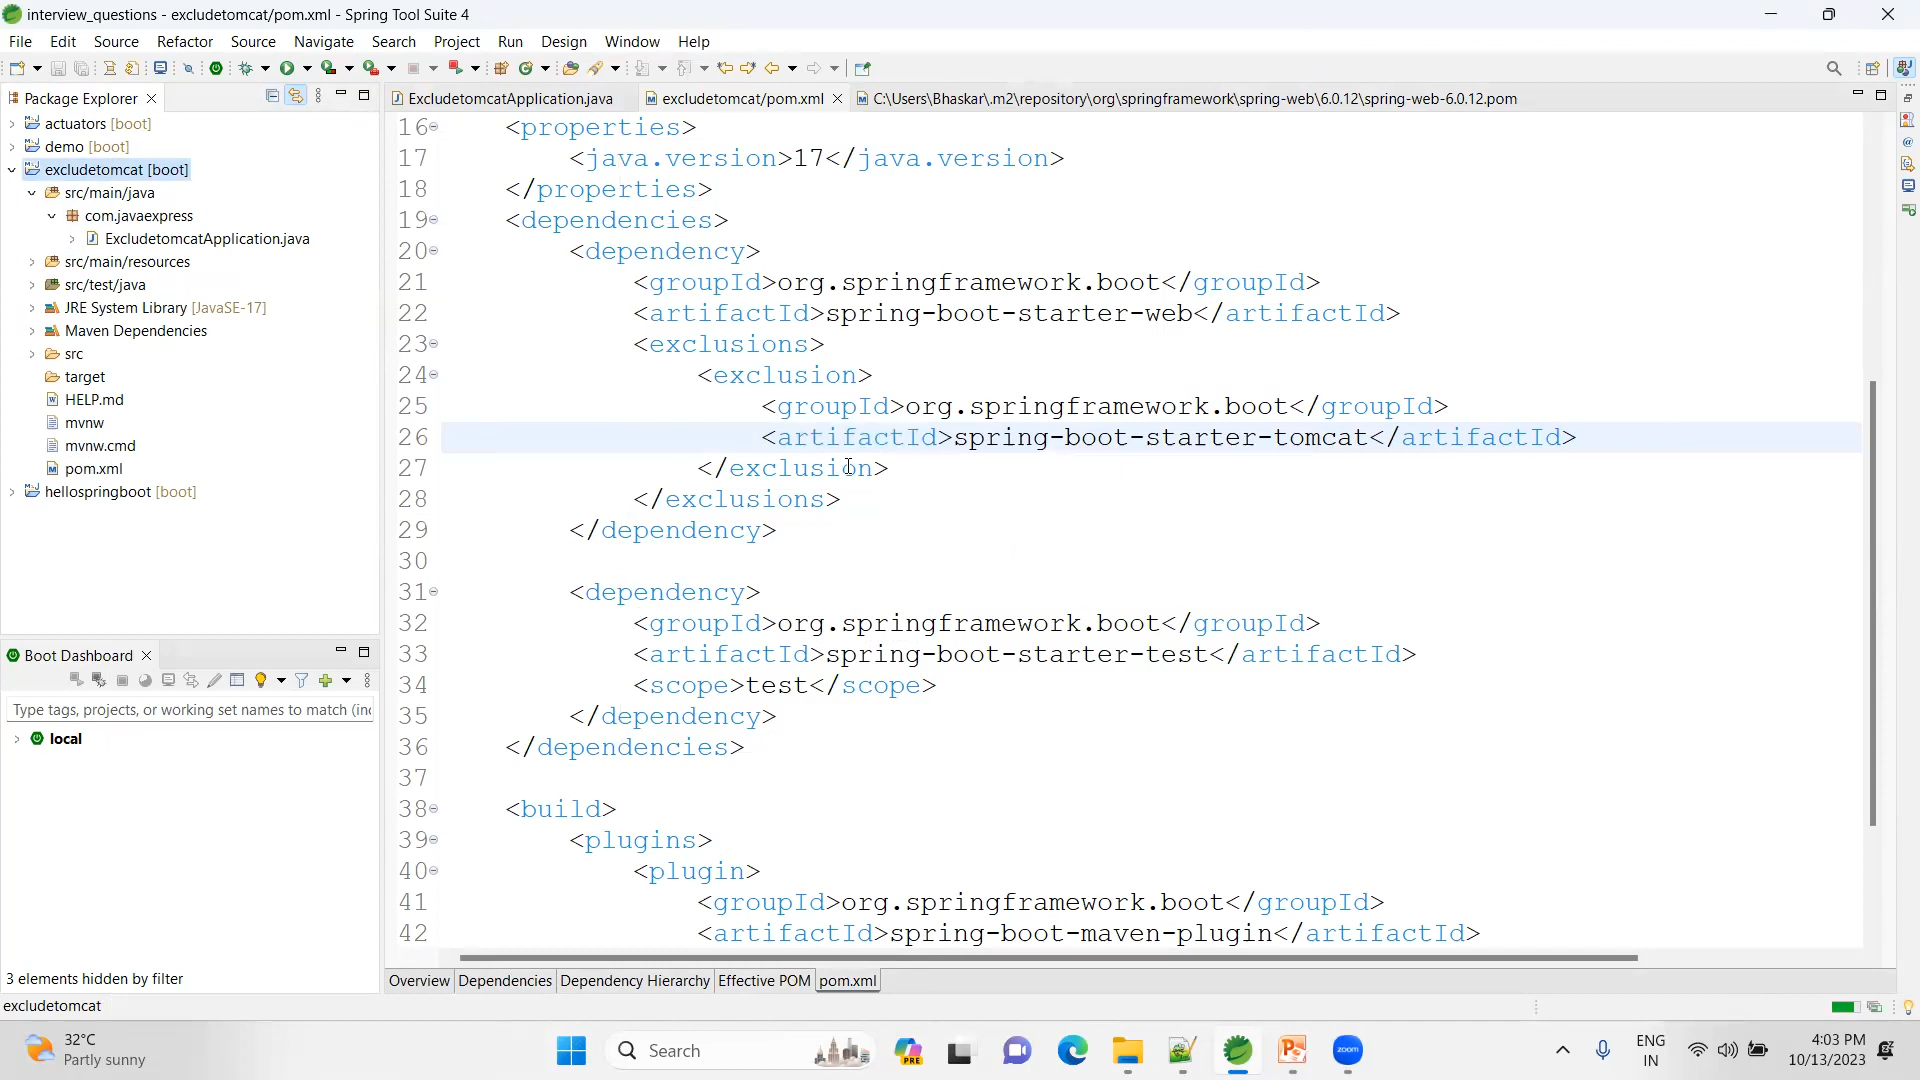 interview_questions - excludetomcat/pom.xml - Spring Tool Suite 4
File Edit Source Refactor Source Navigate Search Project Run Design Window Help
Package Explorer
actuators [boot]
demo [boot]
excludetomcat [boot]
src/main/java
com.javaexpress
ExcludetomcatApplication.java
src/main/resources
src/test/java
JRE System Library [JavaSE-17]
Maven Dependencies
src
target
HELP.md
mvnw
mvnw.cmd
pom.xml
hellospringboot [boot]
Boot Dashboard
Type tags, projects, or working set names to match (inc
local
3 elements hidden by filter
ExcludetomcatApplication.java excludetomcat/pom.xml C:\Users\Bhaskar\.m2\repository\org\springframework\spring-web\6.0.12\spring-web-6.0.12.pom
16 <properties>
17 <java.version>17</java.version>
18 </properties>
19 <dependencies>
20 <dependency>
21 <groupId>org.springframework.boot</groupId>
22 <artifactId>spring-boot-starter-web</artifactId>
23 <exclusions>
24 <exclusion>
25 <groupId>org.springframework.boot</groupId>
26 <artifactId>spring-boot-starter-tomcat</artifactId>
27 </exclusion>
28 </exclusions>
29 </dependency>
30
31 <dependency>
32 <groupId>org.springframework.boot</groupId>
33 <artifactId>spring-boot-starter-test</artifactId>
34 <scope>test</scope>
35 </dependency>
36 </dependencies>
37
38 <build>
39 <plugins>
40 <plugin>
41 <groupId>org.springframework.boot</groupId>
42 <artifactId>spring-boot-maven-plugin</artifactId>
Overview Dependencies Dependency Hierarchy Effective POM pom.xml
excludetomcat
32°C
Partly sunny
Search
PRE
zoom
ENG
IN
4:03 PM
10/13/2023